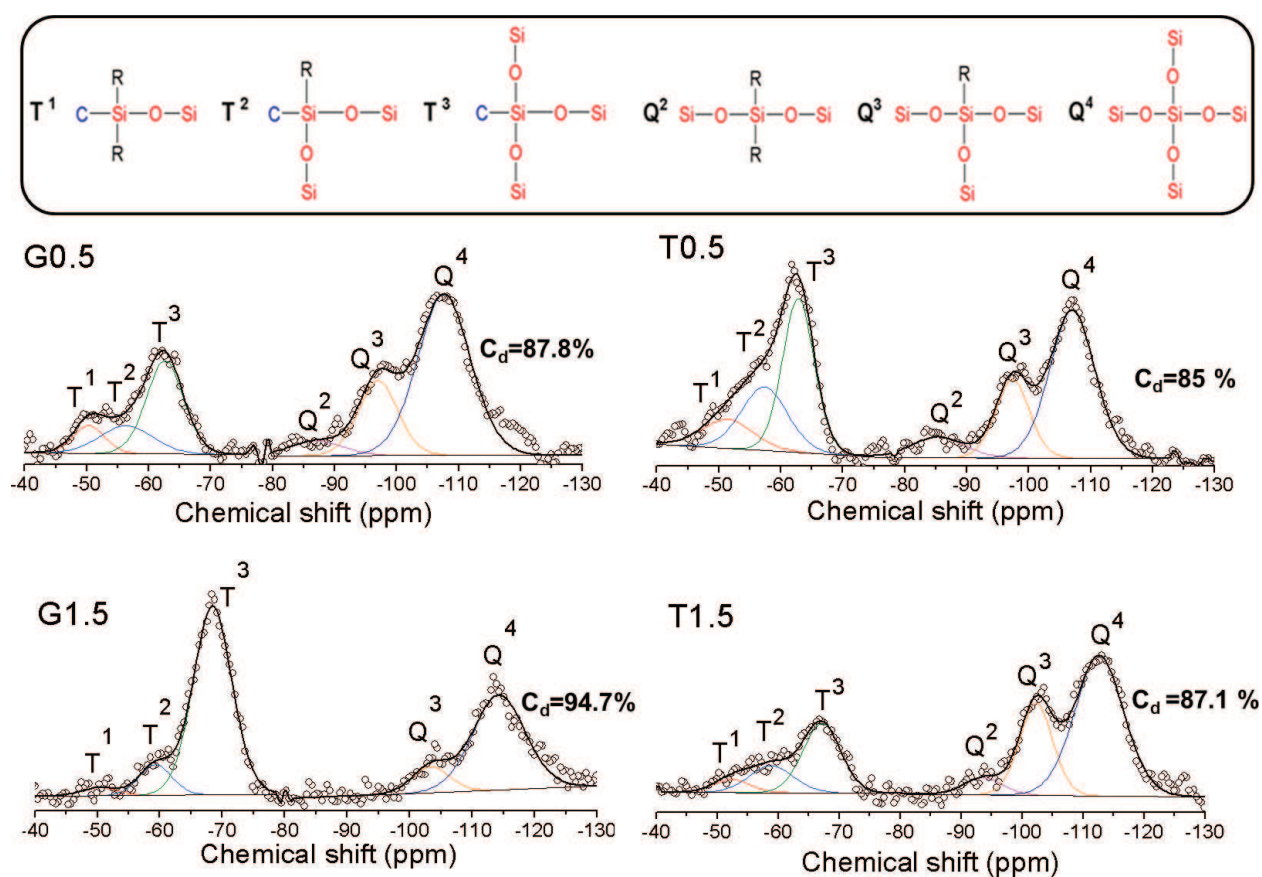 R
T¹ C—Si—O—Si
R
R
T² C—Si—O—Si
O
Si
Si
O
T³ C—Si—O—Si
O
Si
Q² Si—O—Si—O—Si
R
R
R
Q³ Si—O—Si—O—Si
O
Si
Si
O
Q⁴ Si—O—Si—O—Si
O
Si
G0.5
T¹ T² T³ Q² Q³ Q⁴
C_d=87.8%
-40 -50 -60 -70 -80 -90 -100 -110 -120 -130
Chemical shift (ppm)
T0.5
T¹ T² T³ Q² Q³ Q⁴
C_d=85 %
-40 -50 -60 -70 -80 -90 -100 -110 -120 -130
Chemical shift (ppm)
G1.5
T¹ T² T³ Q³ Q⁴
C_d=94.7%
-40 -50 -60 -70 -80 -90 -100 -110 -120 -130
Chemical shift (ppm)
T1.5
T¹ T² T³ Q² Q³ Q⁴
C_d=87.1 %
-40 -50 -60 -70 -80 -90 -100 -110 -120 -130
Chemical shift (ppm)